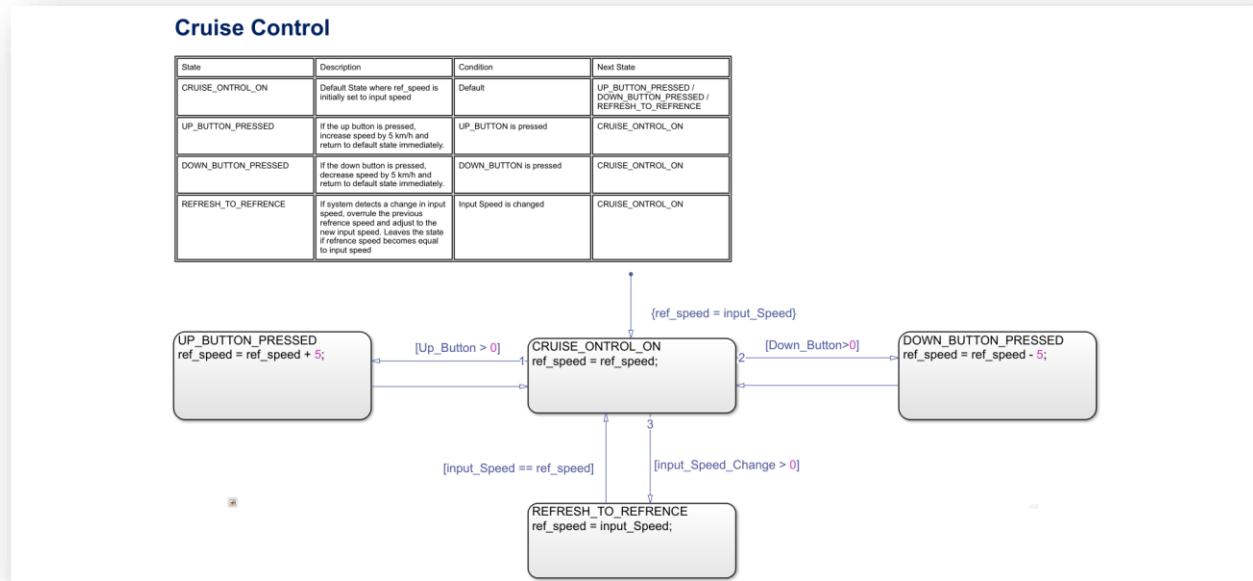 Cruise Control
State
Description
Condition
Next State
CRUISE_ONTROL_ON
Default State where ref_speed is
initially set to input speed
Default
UP_BUTTON_PRESSED /
DOWN_BUTTON_PRESSED /
REFRESH_TO_REFRENCE
UP_BUTTON_PRESSED
If the up button is pressed,
increase speed by 5 km/h and
return to default state immediately.
UP_BUTTON is pressed
CRUISE_ONTROL_ON
DOWN_BUTTON_PRESSED
If the down button is pressed,
decrease speed by 5 km/h and
return to default state immediately.
DOWN_BUTTON is pressed
CRUISE_ONTROL_ON
REFRESH_TO_REFRENCE
If system detects a change in input
speed, overrule the previous
refrence speed and adjust to the
new input speed. Leaves the state
if refrence speed becomes equal
to input speed
Input Speed is changed
CRUISE_ONTROL_ON
{ref_speed = input_Speed}
UP_BUTTON_PRESSED
ref_speed = ref_speed + 5;
[Up_Button > 0]
1
CRUISE_ONTROL_ON
ref_speed = ref_speed;
2
[Down_Button>0]
DOWN_BUTTON_PRESSED
ref_speed = ref_speed - 5;
3
[input_Speed == ref_speed]
[input_Speed_Change > 0]
REFRESH_TO_REFRENCE
ref_speed = input_Speed;